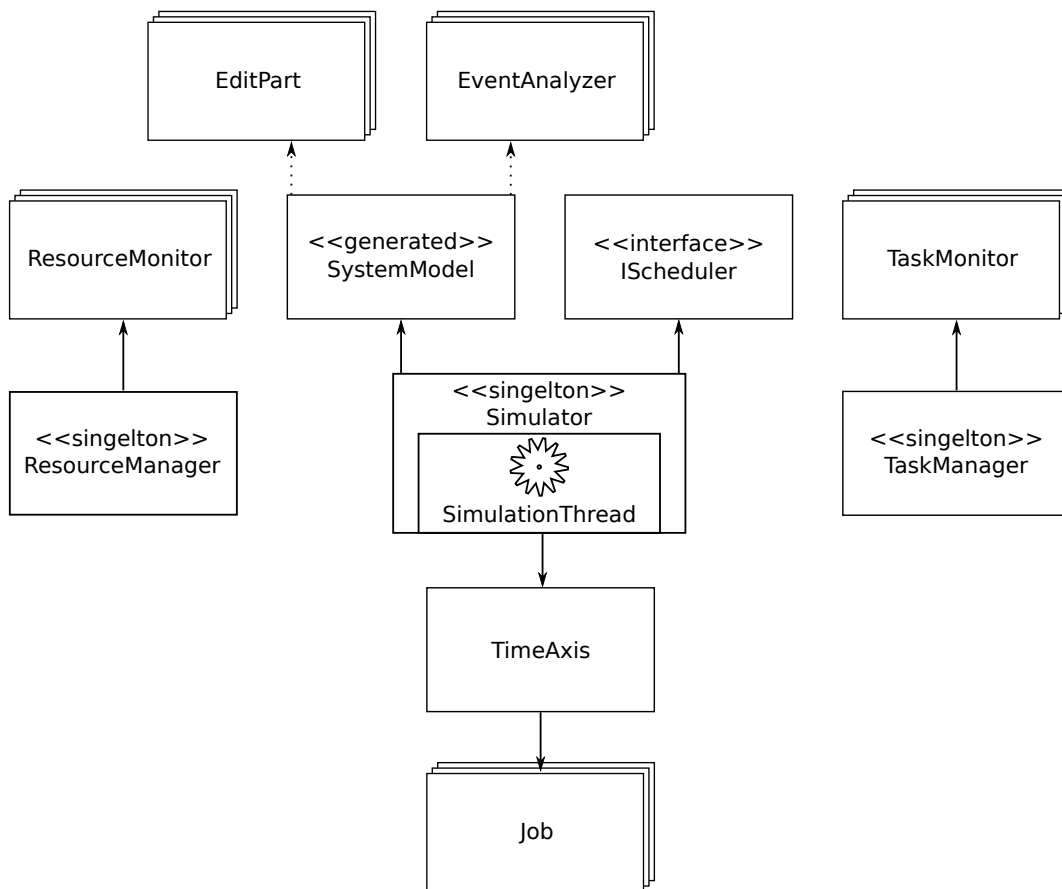 EditPart
EventAnalyzer
ResourceMonitor
<<generated>>
SystemModel
<<interface>>
IScheduler
TaskMonitor
<<singelton>>
ResourceManager
<<singelton>>
Simulator
SimulationThread
<<singelton>>
TaskManager
TimeAxis
Job